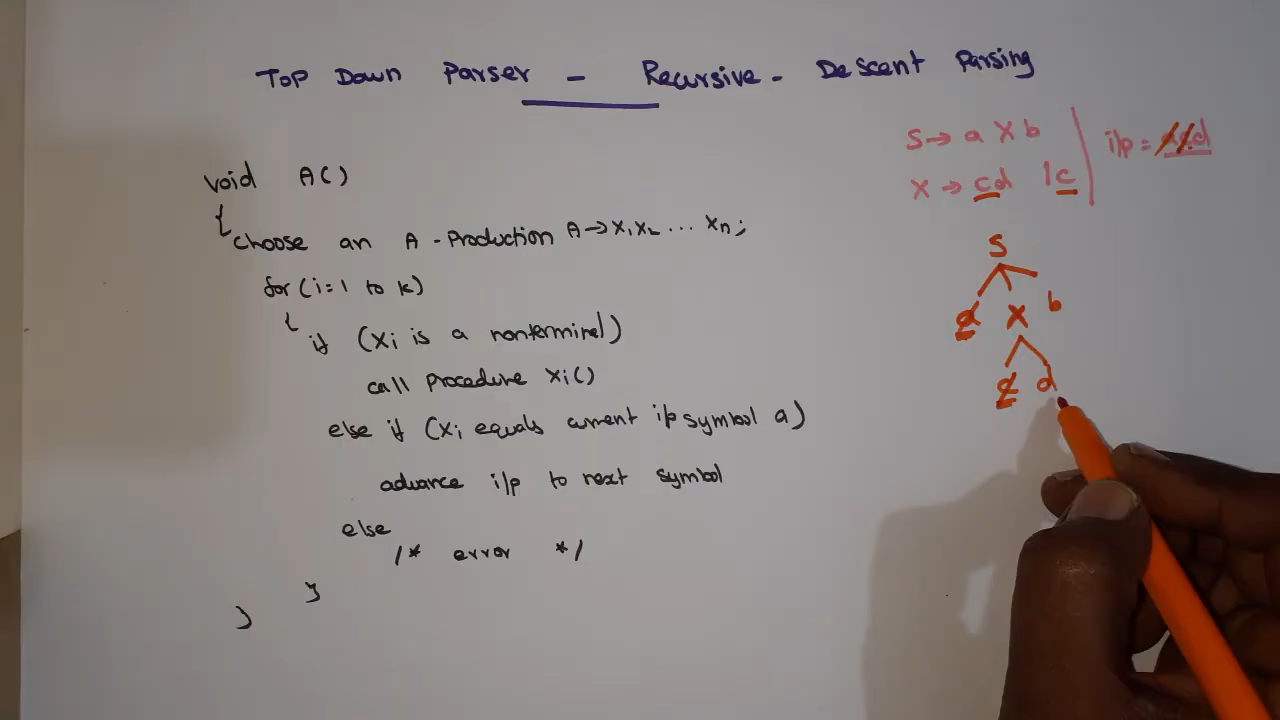 Top Down Parser - Recursive - Descent Parsing
S → a X b
X → cd | c
i/p =
void A()
{
choose an A - Production A → X₁X₂ ... Xn;
for (i=1 to k)
{
if (Xi is a nonterminal)
call procedure Xi()
else if (Xi equals current i/p symbol a)
advance i/p to next symbol
else
/* error */
}
}
S
a X b
c d